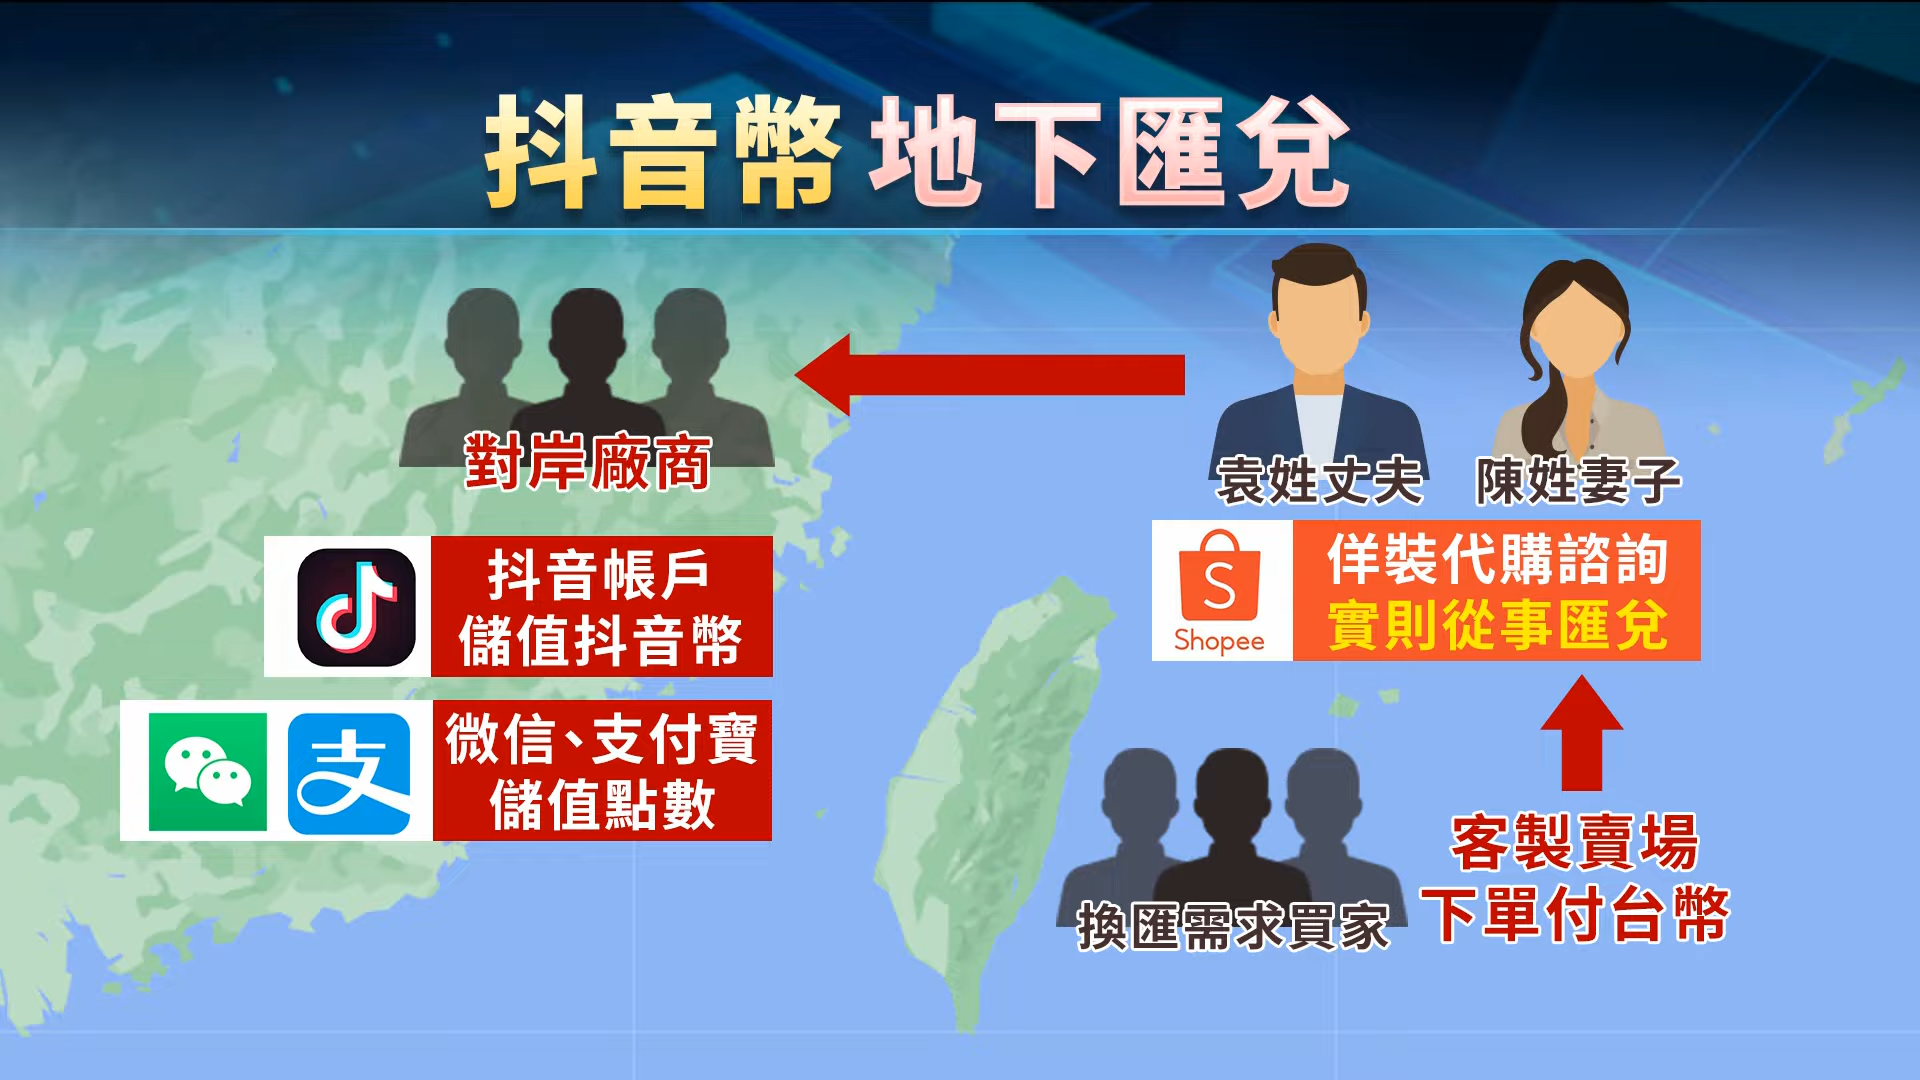 抖音幣 地下匯兌
對岸廠商
抖音帳戶
儲值抖音幣
微信、支付寶
儲值點數
支
袁姓丈夫
陳姓妻子
Shopee
佯裝代購諮詢
實則從事匯兌
客製賣場
下單付台幣
換匯需求買家